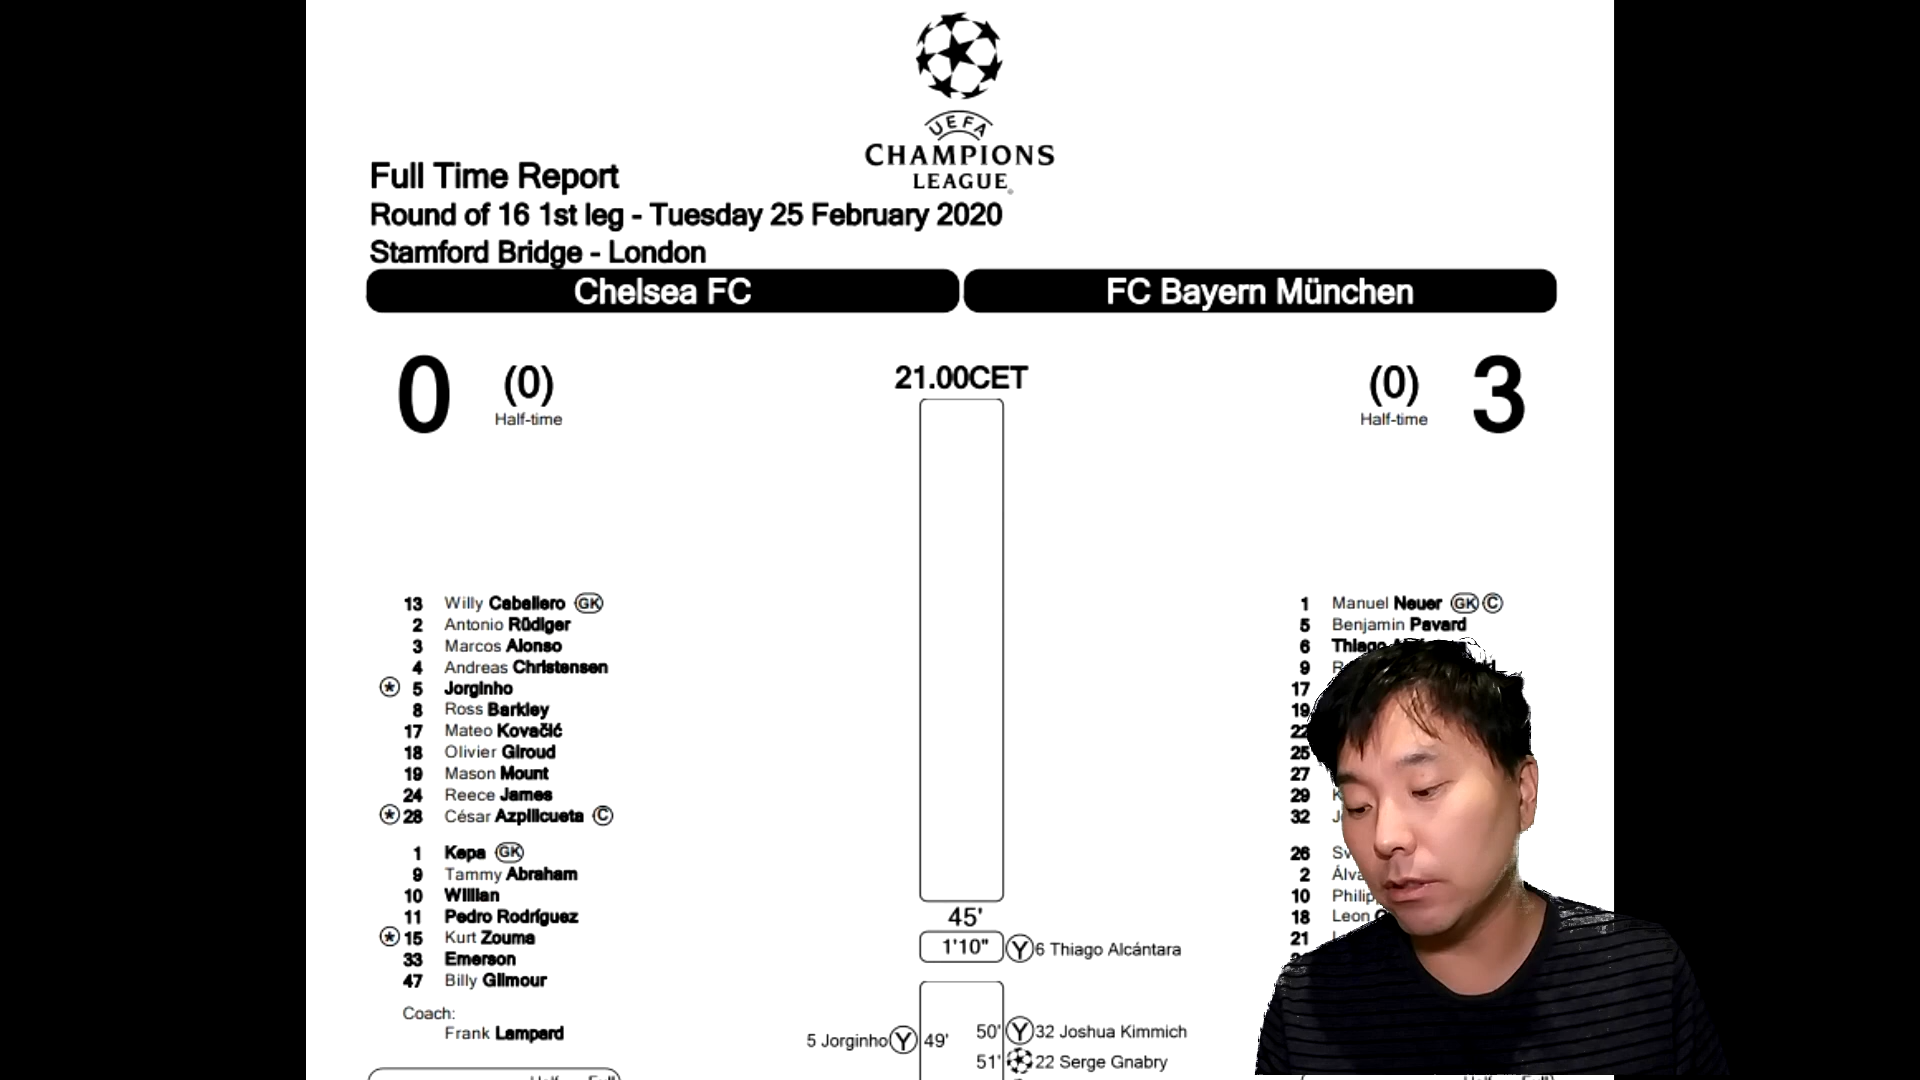 UEFA
CHAMPIONS
LEAGUE
Full Time Report
Round of 16 1st leg - Tuesday 25 February 2020
Stamford Bridge - London
Chelsea FC
FC Bayern München
0 (0)
Half-time
21.00CET
(0) 3
Half-time
13 Willy Caballero GK
2 Antonio Rüdiger
3 Marcos Alonso
4 Andreas Christensen
* 5 Jorginho
8 Ross Barkley
17 Mateo Kovačić
18 Olivier Giroud
19 Mason Mount
24 Reece James
* 28 César Azpilicueta C
1 Kepa GK
9 Tammy Abraham
10 Willian
11 Pedro Rodríguez
* 15 Kurt Zouma
33 Emerson
47 Billy Gilmour
Coach:
Frank Lampard
45'
1'10" Y 6 Thiago Alcántara
5 Jorginho Y 49'
50' Y 32 Joshua Kimmich
51' 22 Serge Gnabry
1 Manuel Neuer GK C
5 Benjamin Pavard
6 Thiago
9
17
19
22
25
27
29
32
26
2
10
18 Leon
21